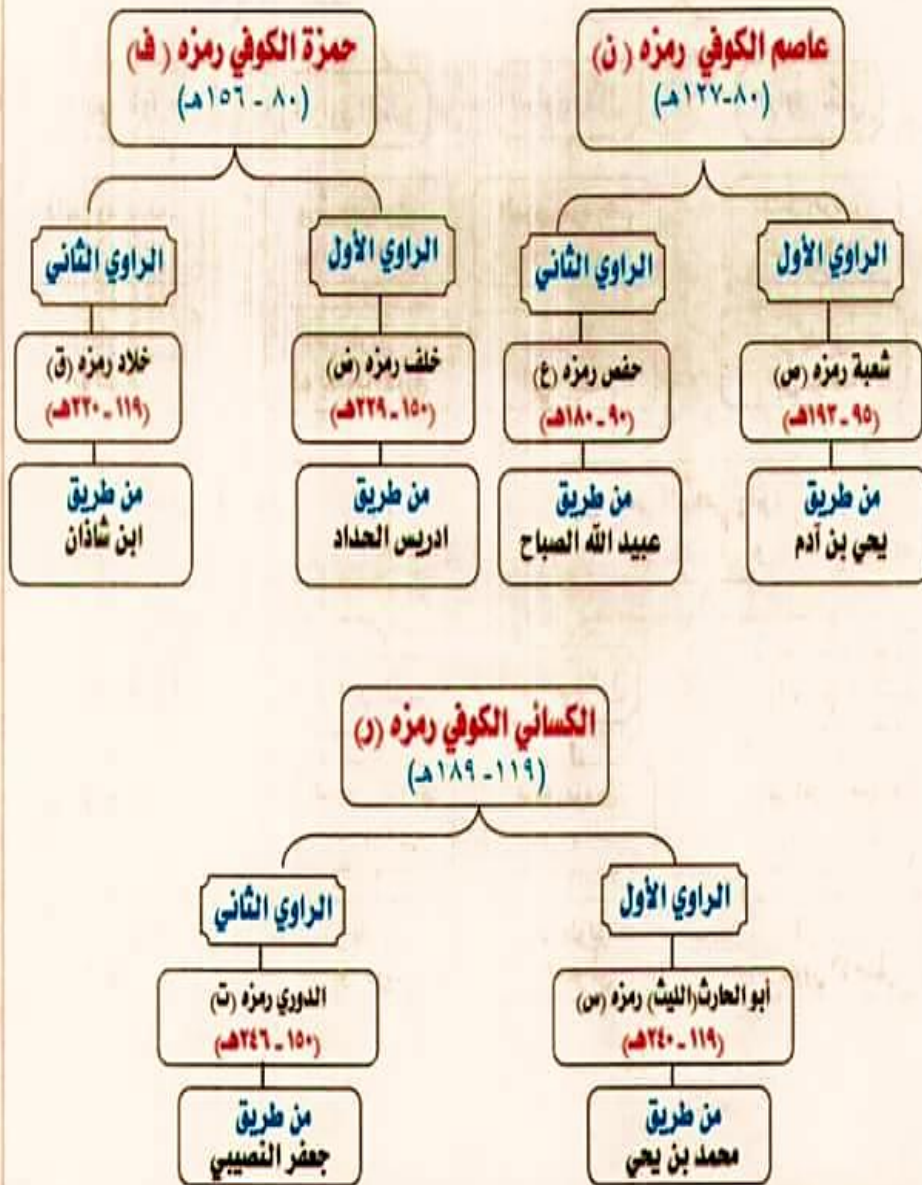 عاصم الكوفي رمزه (ن)
(٨٠-١٢٧هـ)
الراوي الأول
شعبة رمزه (ص)
(٩٥ - ١٩٣هـ)
من طريق
يحي بن آدم
الراوي الثاني
حفص رمزه (ع)
(٩٠ - ١٨٠هـ)
من طريق
عبيد الله الصباح
حمزة الكوفي رمزه (ف)
(٨٠ - ١٥٦هـ)
الراوي الأول
خلف رمزه (ض)
(١٥٠ - ٢٢٩هـ)
من طريق
ادريس الحداد
الراوي الثاني
خلاد رمزه (ق)
(١١٩ - ٢٢٠هـ)
من طريق
ابن شاذان
الكسائي الكوفي رمزه (ر)
(١١٩ - ١٨٩هـ)
الراوي الأول
أبو الحارث(الليث) رمزه (س)
(١١٩ - ٢٤٠هـ)
من طريق
محمد بن يحي
الراوي الثاني
الدوري رمزه (ت)
(١٥٠ - ٢٤٦هـ)
من طريق
جعفر النصيبي